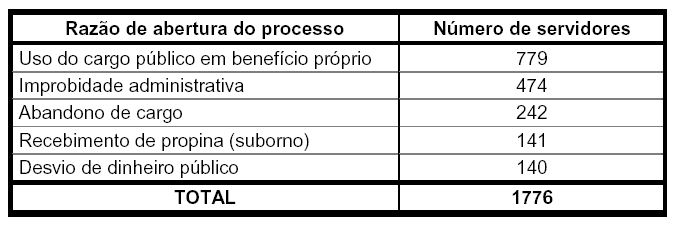 Razão de abertura do processo Número de servidores
Uso do cargo público em benefício próprio 779
Improbidade administrativa 474
Abandono de cargo 242
Recebimento de propina (suborno) 141
Desvio de dinheiro público 140
TOTAL 1776